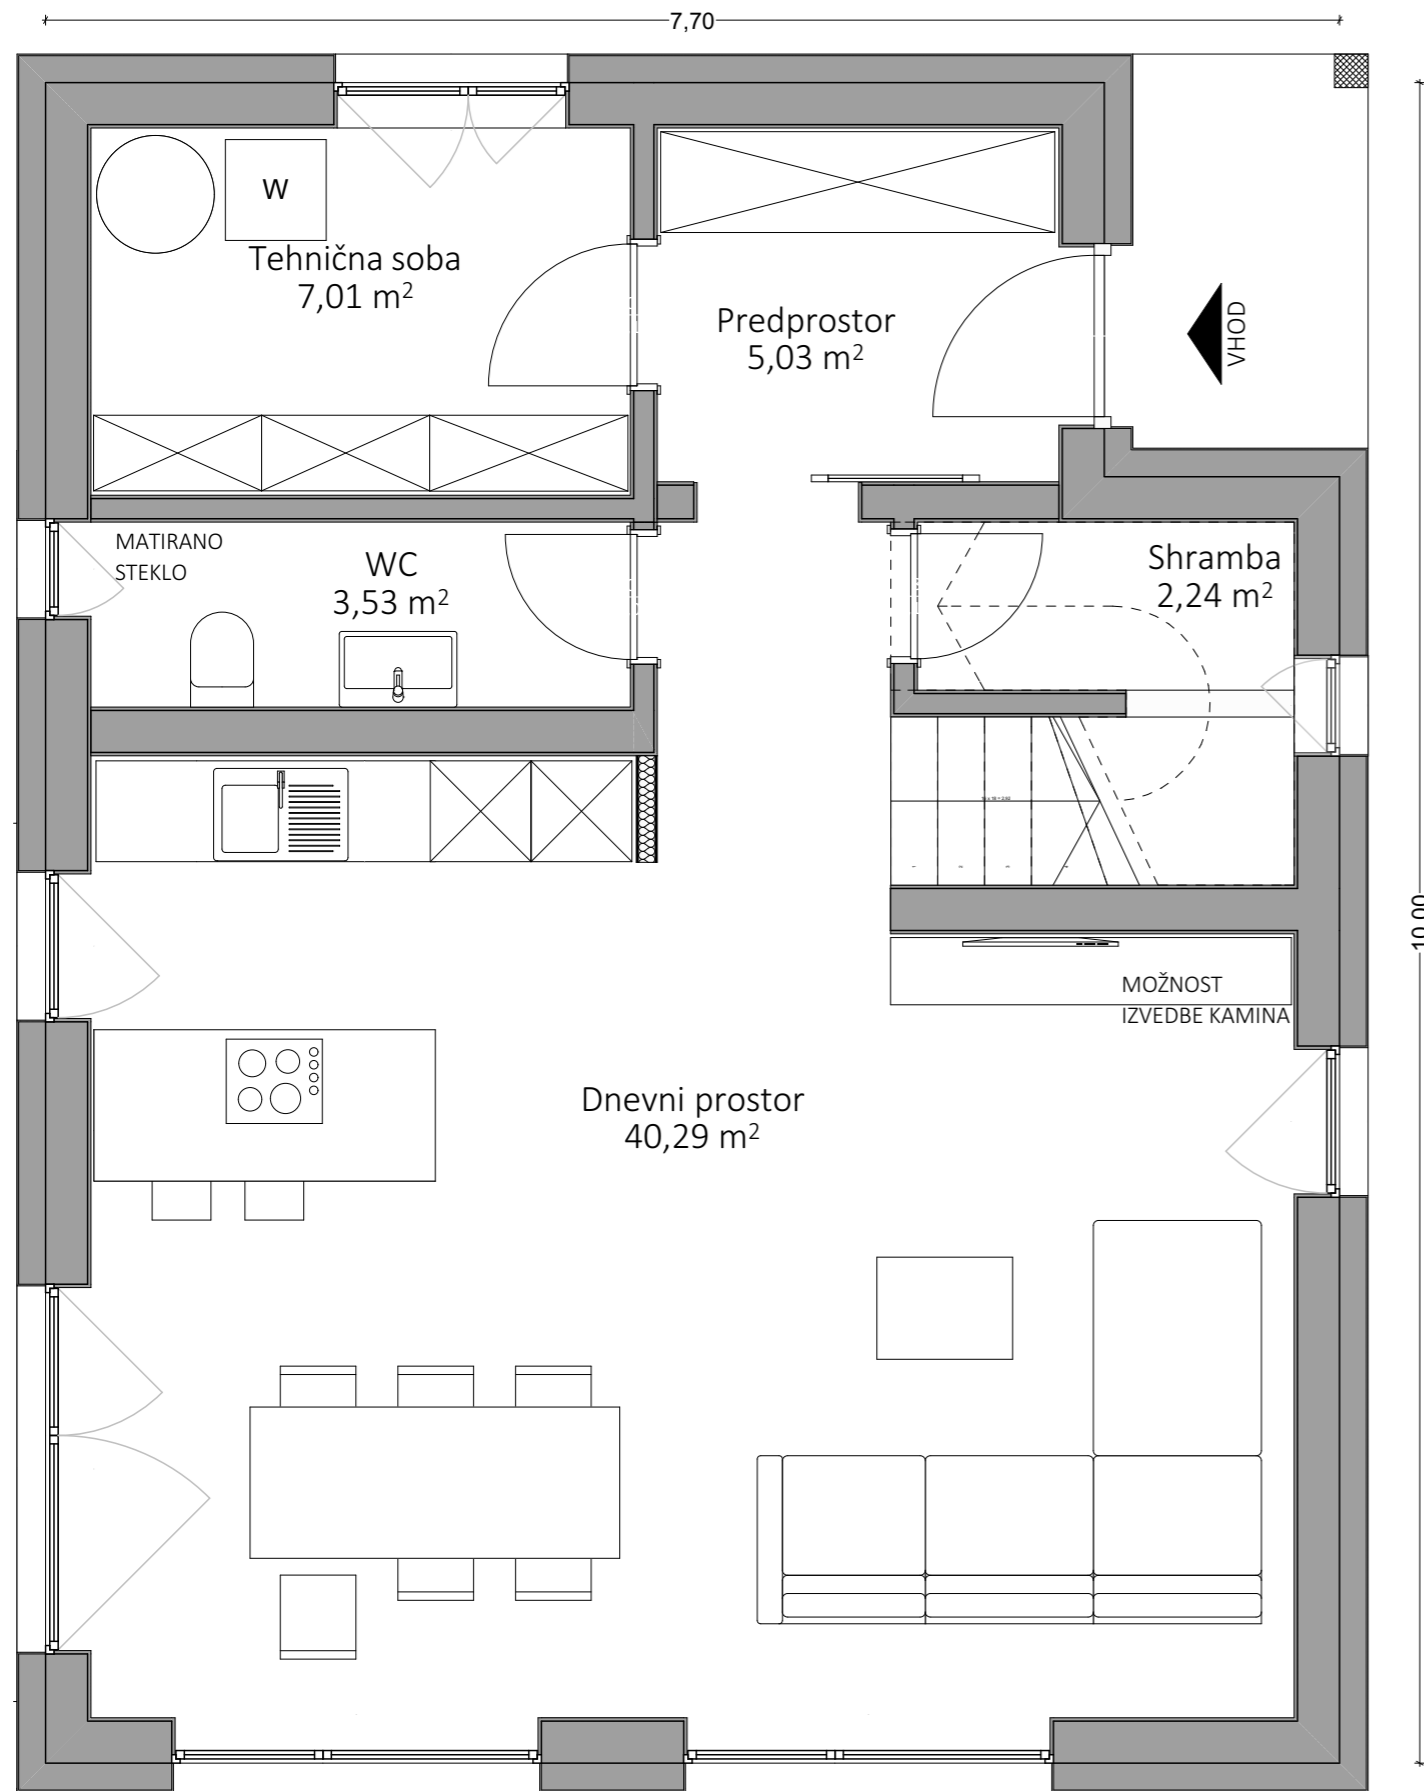 7,70
W
Tehnična soba
7,01 m²
Predprostor
5,03 m²
VHOD
MATIRANO
STEKLO
WC
3,53 m²
Shramba
2,24 m²
10,00
MOŽNOST
IZVEDBE KAMINA
Dnevni prostor
40,29 m²